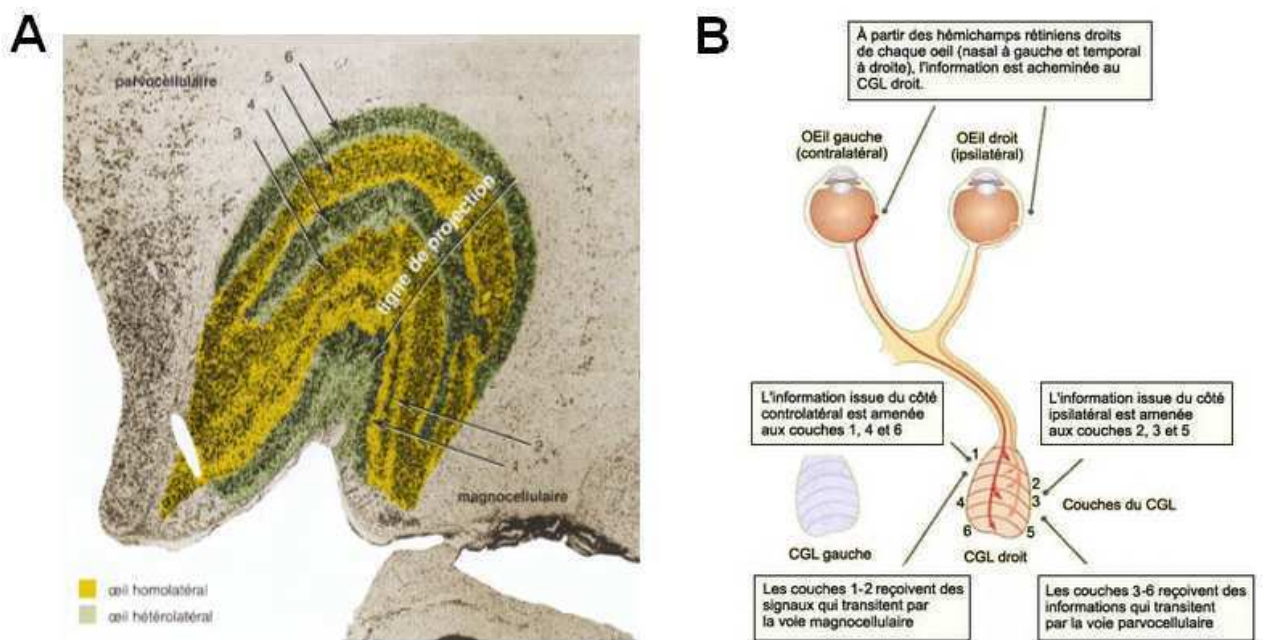 A
parvocellulaire
6
5
4
3
ligne de projection
2
1
magnocellulaire
œil homolatéral
œil hétérolatéral
B
À partir des hémichamps rétiniens droits
de chaque oeil (nasal à gauche et temporal
à droite), l'information est acheminée au
CGL droit.
OEil gauche
(contralatéral)
OEil droit
(ipsilatéral)
L'information issue du côté
controlatéral est amenée
aux couches 1, 4 et 6
L'information issue du côté
ipsilatéral est amenée
aux couches 2, 3 et 5
1
2
3
4
5
6
Couches du CGL
CGL gauche
CGL droit
Les couches 1-2 reçoivent des
signaux qui transitent par
la voie magnocellulaire
Les couches 3-6 reçoivent des
informations qui transitent
par la voie parvocellulaire